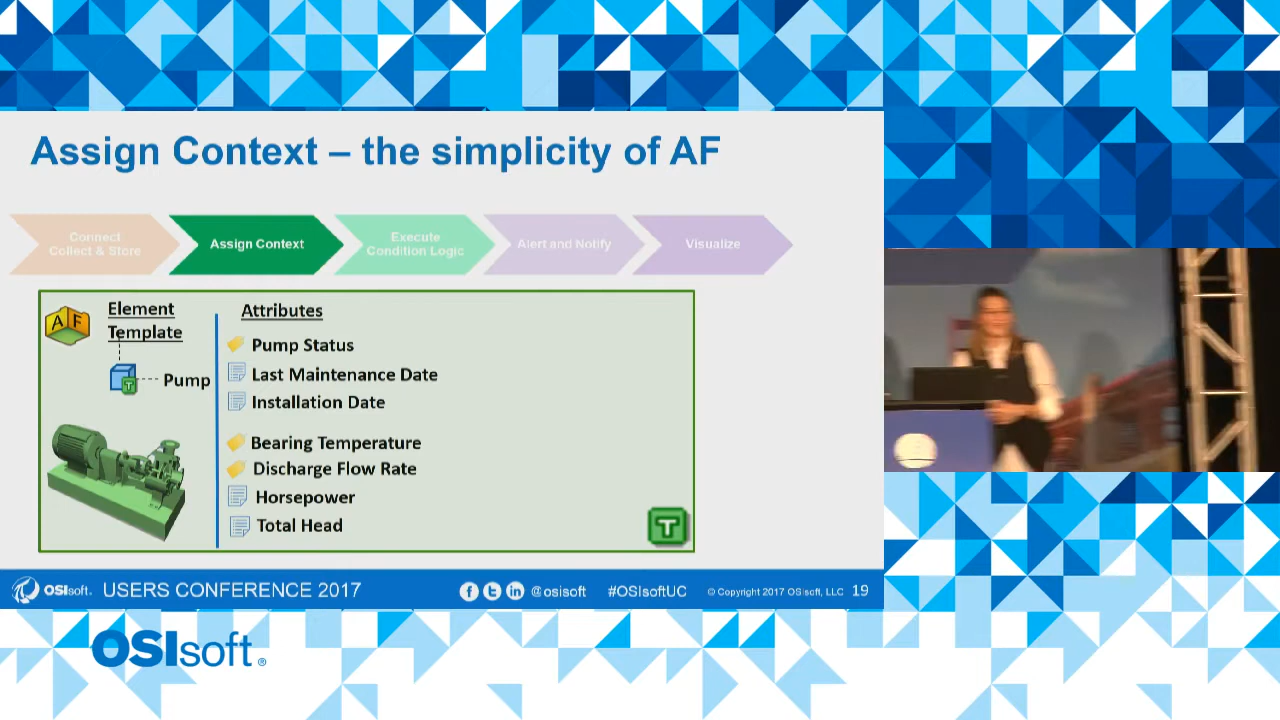 Assign Context – the simplicity of AF
Connect
Collect & Store
Assign Context
Execute
Condition Logic
Alert and Notify
Visualize
AF
Element
Template
T
Pump
Attributes
Pump Status
Last Maintenance Date
Installation Date
Bearing Temperature
Discharge Flow Rate
Horsepower
Total Head
T
OSIsoft. USERS CONFERENCE 2017
@osisoft
#OSIsoftUC
© Copyright 2017 OSIsoft, LLC
19
OSIsoft®